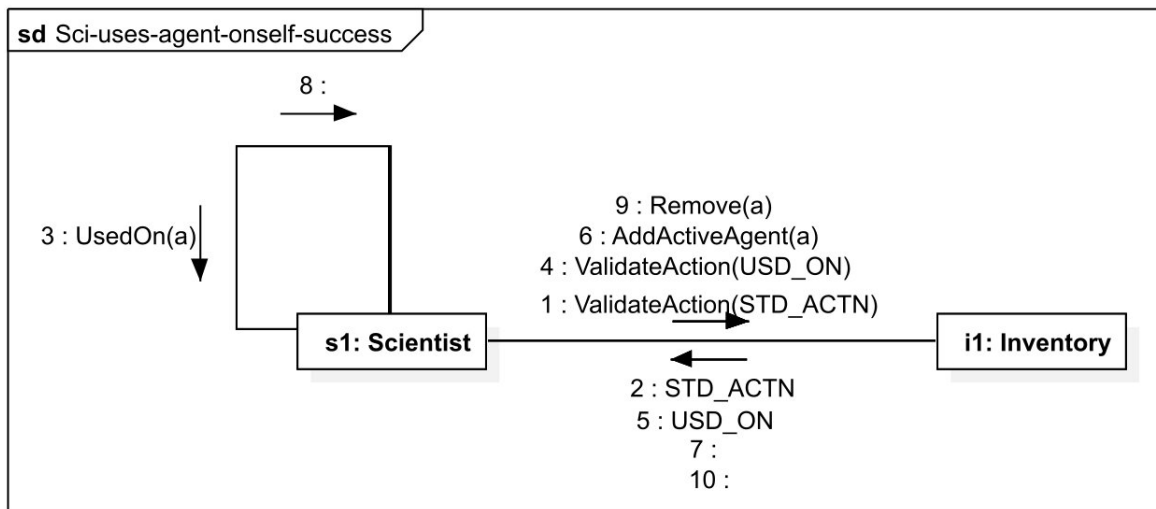 sd Sci-uses-agent-onself-success
8 :
3 : UsedOn(a)
9 : Remove(a)
6 : AddActiveAgent(a)
4 : ValidateAction(USD_ON)
1 : ValidateAction(STD_ACTN)
s1: Scientist
i1: Inventory
2 : STD_ACTN
5 : USD_ON
7 :
10 :